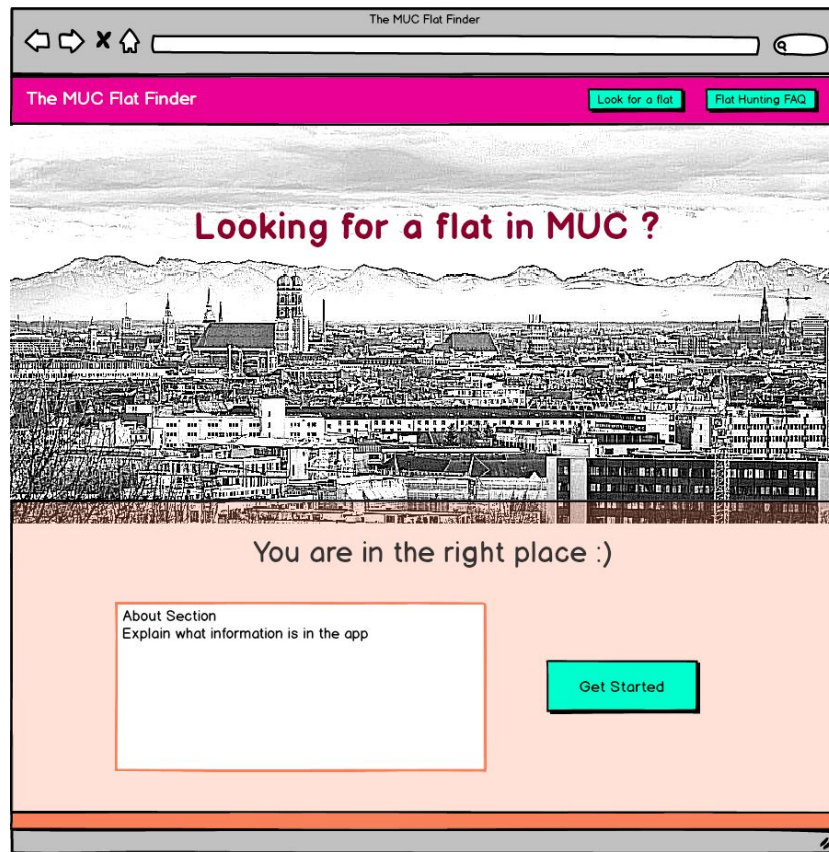 The MUC Flat Finder
The MUC Flat Finder
Look for a flat
Flat Hunting FAQ
Looking for a flat in MUC ?
You are in the right place :)
About Section
Explain what information is in the app
Get Started